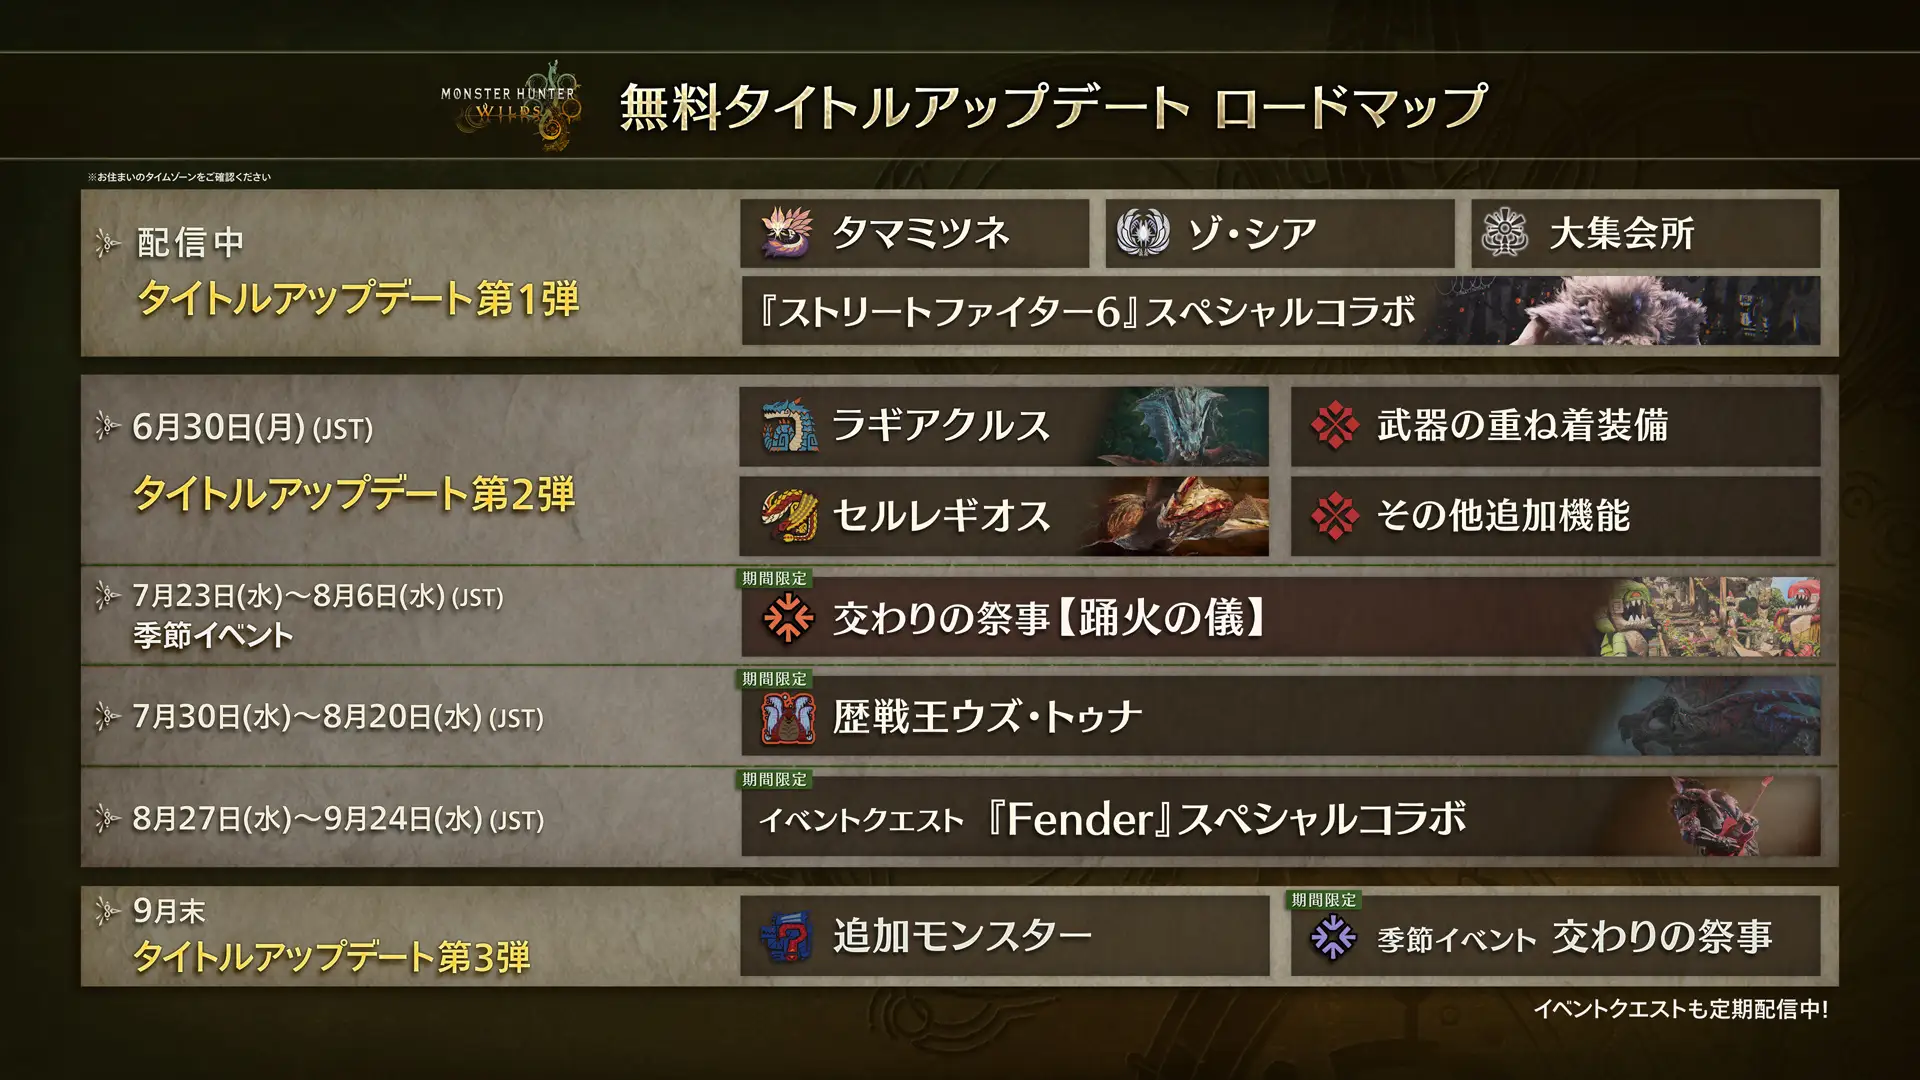 MONSTER HUNTER
WILDS
無料タイトルアップデート ロードマップ
※お住まいのタイムゾーンをご確認ください
配信中
タイトルアップデート第1弾
タマミツネ
ゾ・シア
大集会所
『ストリートファイター6』スペシャルコラボ
6月30日(月) (JST)
タイトルアップデート第2弾
ラギアクルス
武器の重ね着装備
セルレギオス
その他追加機能
7月23日(水)～8月6日(水) (JST)
季節イベント
期間限定
交わりの祭事【踊火の儀】
7月30日(水)～8月20日(水) (JST)
期間限定
歴戦王ウズ・トゥナ
8月27日(水)～9月24日(水) (JST)
期間限定
イベントクエスト 『Fender』スペシャルコラボ
9月末
タイトルアップデート第3弾
追加モンスター
期間限定
季節イベント 交わりの祭事
イベントクエストも定期配信中!